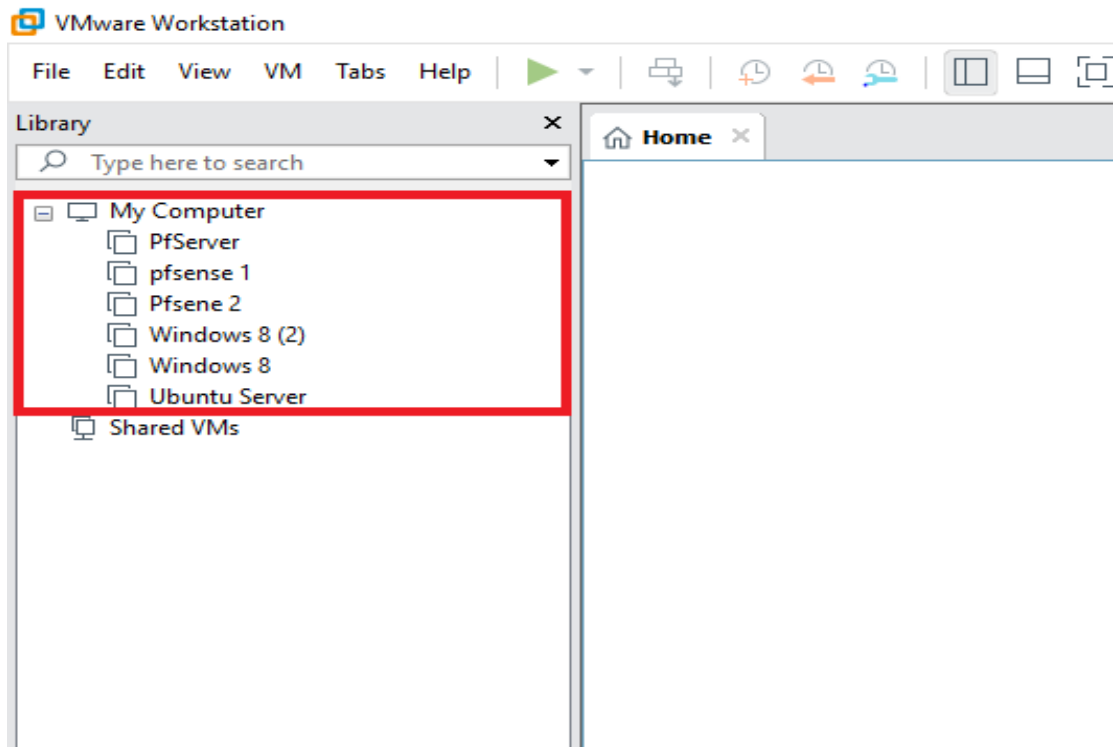 VMware Workstation
File Edit View VM Tabs Help
Library
Home
Type here to search
My Computer
PfServer
pfsense 1
Pfsene 2
Windows 8 (2)
Windows 8
Ubuntu Server
Shared VMs